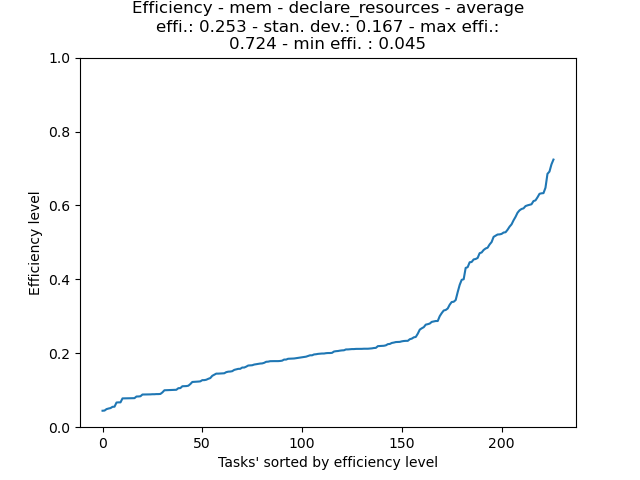 Efficiency - mem - declare_resources - average
effi.: 0.253 - stan. dev.: 0.167 - max effi.:
0.724 - min effi. : 0.045
1.0
0.8
0.6
0.4
0.2
0.0
Efficiency level
0
50
100
150
200
Tasks' sorted by efficiency level